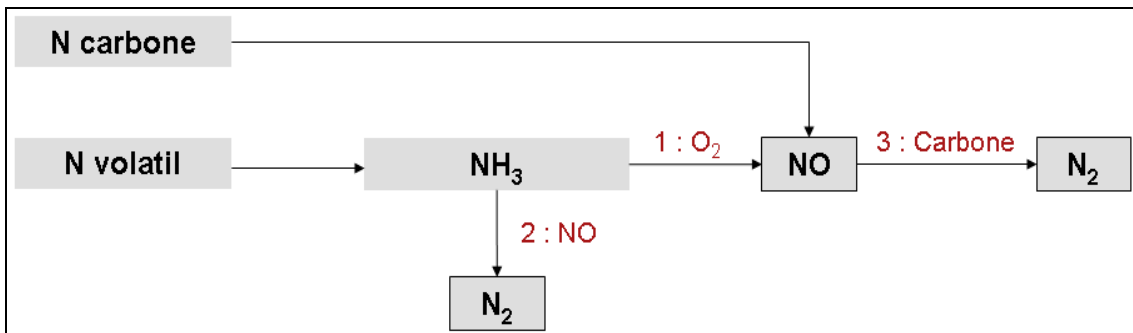 N carbone
N volatil
NH₃
1 : O₂
NO
3 : Carbone
N₂
2 : NO
N₂